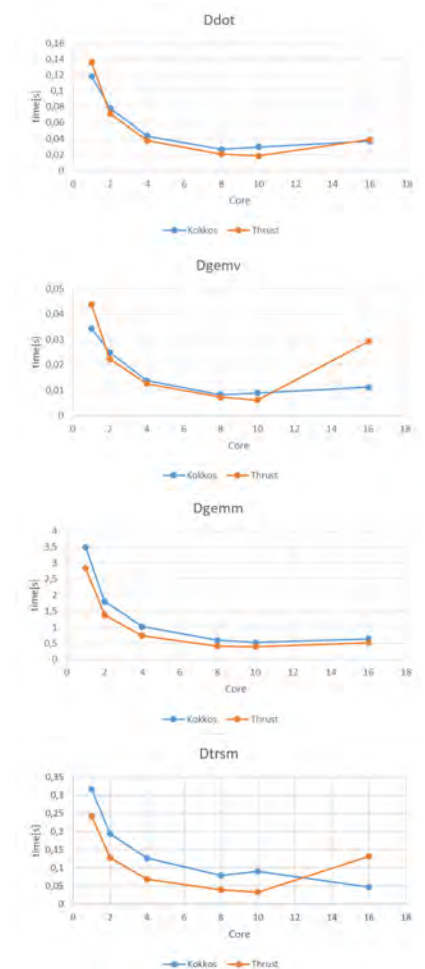 Ddot
0,16
0,14
0,12
0,1
0,08
0,06
0,04
0,02
0
time[s]
0 2 4 6 8 10 12 14 16 18
Core
Kokkos Thrust
Dgemv
0,05
0,04
0,03
0,02
0,01
0
time[s]
0 2 4 6 8 10 12 14 16 18
Kokkos Thrust
Dgemm
4
3,5
3
2,5
2
1,5
1
0,5
0
time[s]
0 2 4 6 8 10 12 14 16 18
Core
Kokkos Thrust
Dtrsm
0,35
0,3
0,25
0,2
0,15
0,1
0,05
0
time[s]
0 2 4 6 8 10 12 14 16 18
Core
Kokkos Thrust